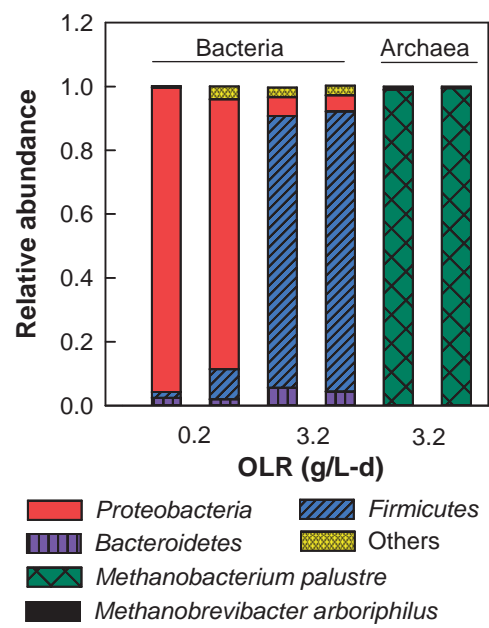 1.2
Bacteria Archaea
1.0
0.8
0.6
0.4
0.2
0.0
Relative abundance
0.2 3.2 3.2
OLR (g/L-d)
Proteobacteria Firmicutes
Bacteroidetes Others
Methanobacterium palustre
Methanobrevibacter arboriphilus